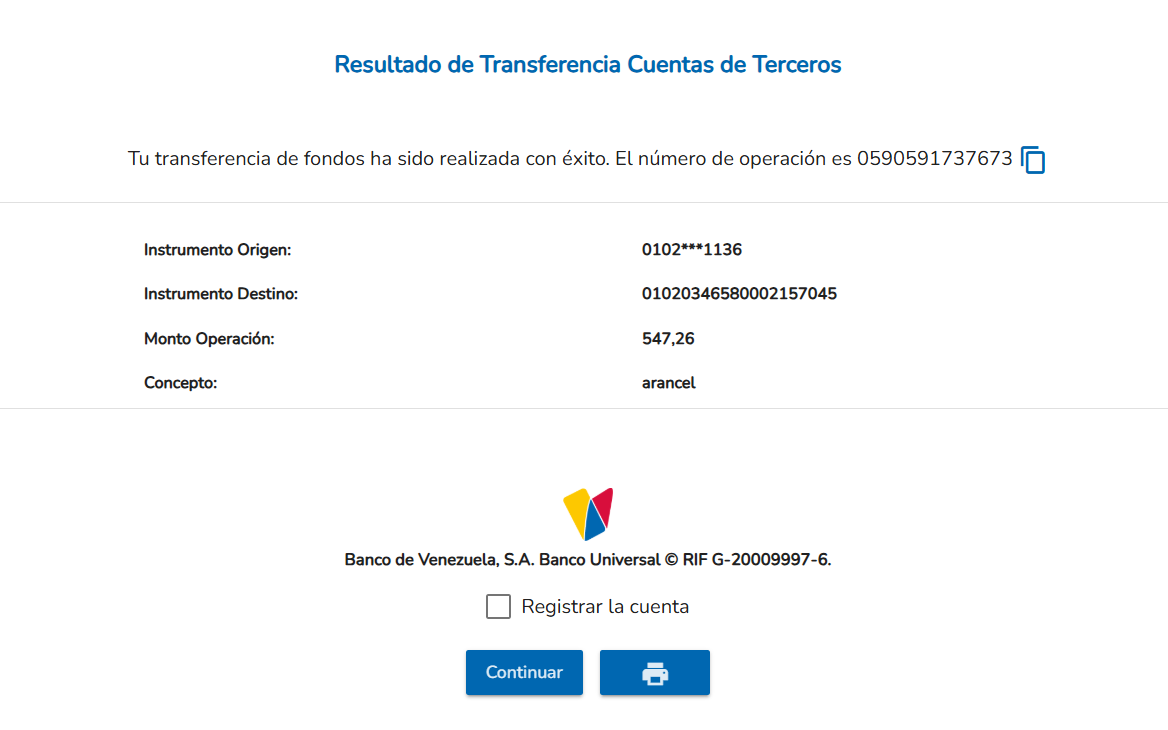 Resultado de Transferencia Cuentas de Terceros
Tu transferencia de fondos ha sido realizada con éxito. El número de operación es 0590591737673
Instrumento Origen: 0102***1136
Instrumento Destino: 01020346580002157045
Monto Operación: 547,26
Concepto: arancel
Banco de Venezuela, S.A. Banco Universal © RIF G-20009997-6.
Registrar la cuenta
Continuar